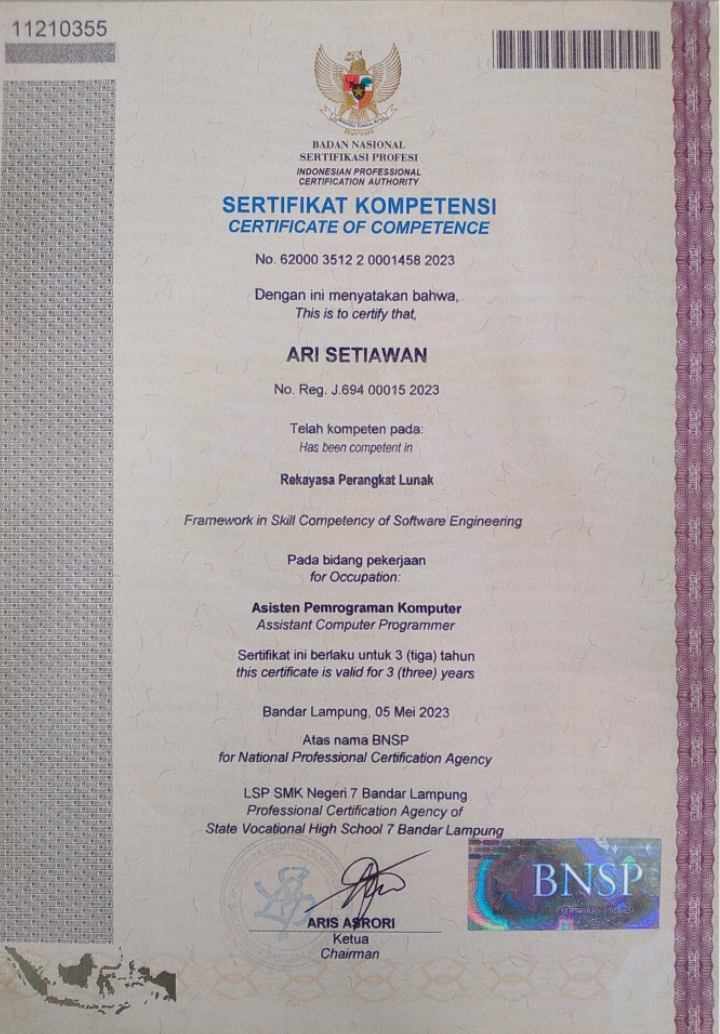 11210355
BADAN NASIONAL
SERTIFIKASI PROFESI
INDONESIAN PROFESSIONAL
CERTIFICATION AUTHORITY
SERTIFIKAT KOMPETENSI
CERTIFICATE OF COMPETENCE
No. 62000 3512 2 0001458 2023
Dengan ini menyatakan bahwa,
This is to certify that,
ARI SETIAWAN
No. Reg. J.694 00015 2023
Telah kompeten pada:
Has been competent in
Rekayasa Perangkat Lunak
Framework in Skill Competency of Software Engineering
Pada bidang pekerjaan
for Occupation:
Asisten Pemrograman Komputer
Assistant Computer Programmer
Sertifikat ini berlaku untuk 3 (tiga) tahun
this certificate is valid for 3 (three) years
Bandar Lampung, 05 Mei 2023
Atas nama BNSP
for National Professional Certification Agency
LSP SMK Negeri 7 Bandar Lampung
Professional Certification Agency of
State Vocational High School 7 Bandar Lampung
BNSP
SERTIFIKASI PROFESI
ARIS ASRORI
Ketua
Chairman